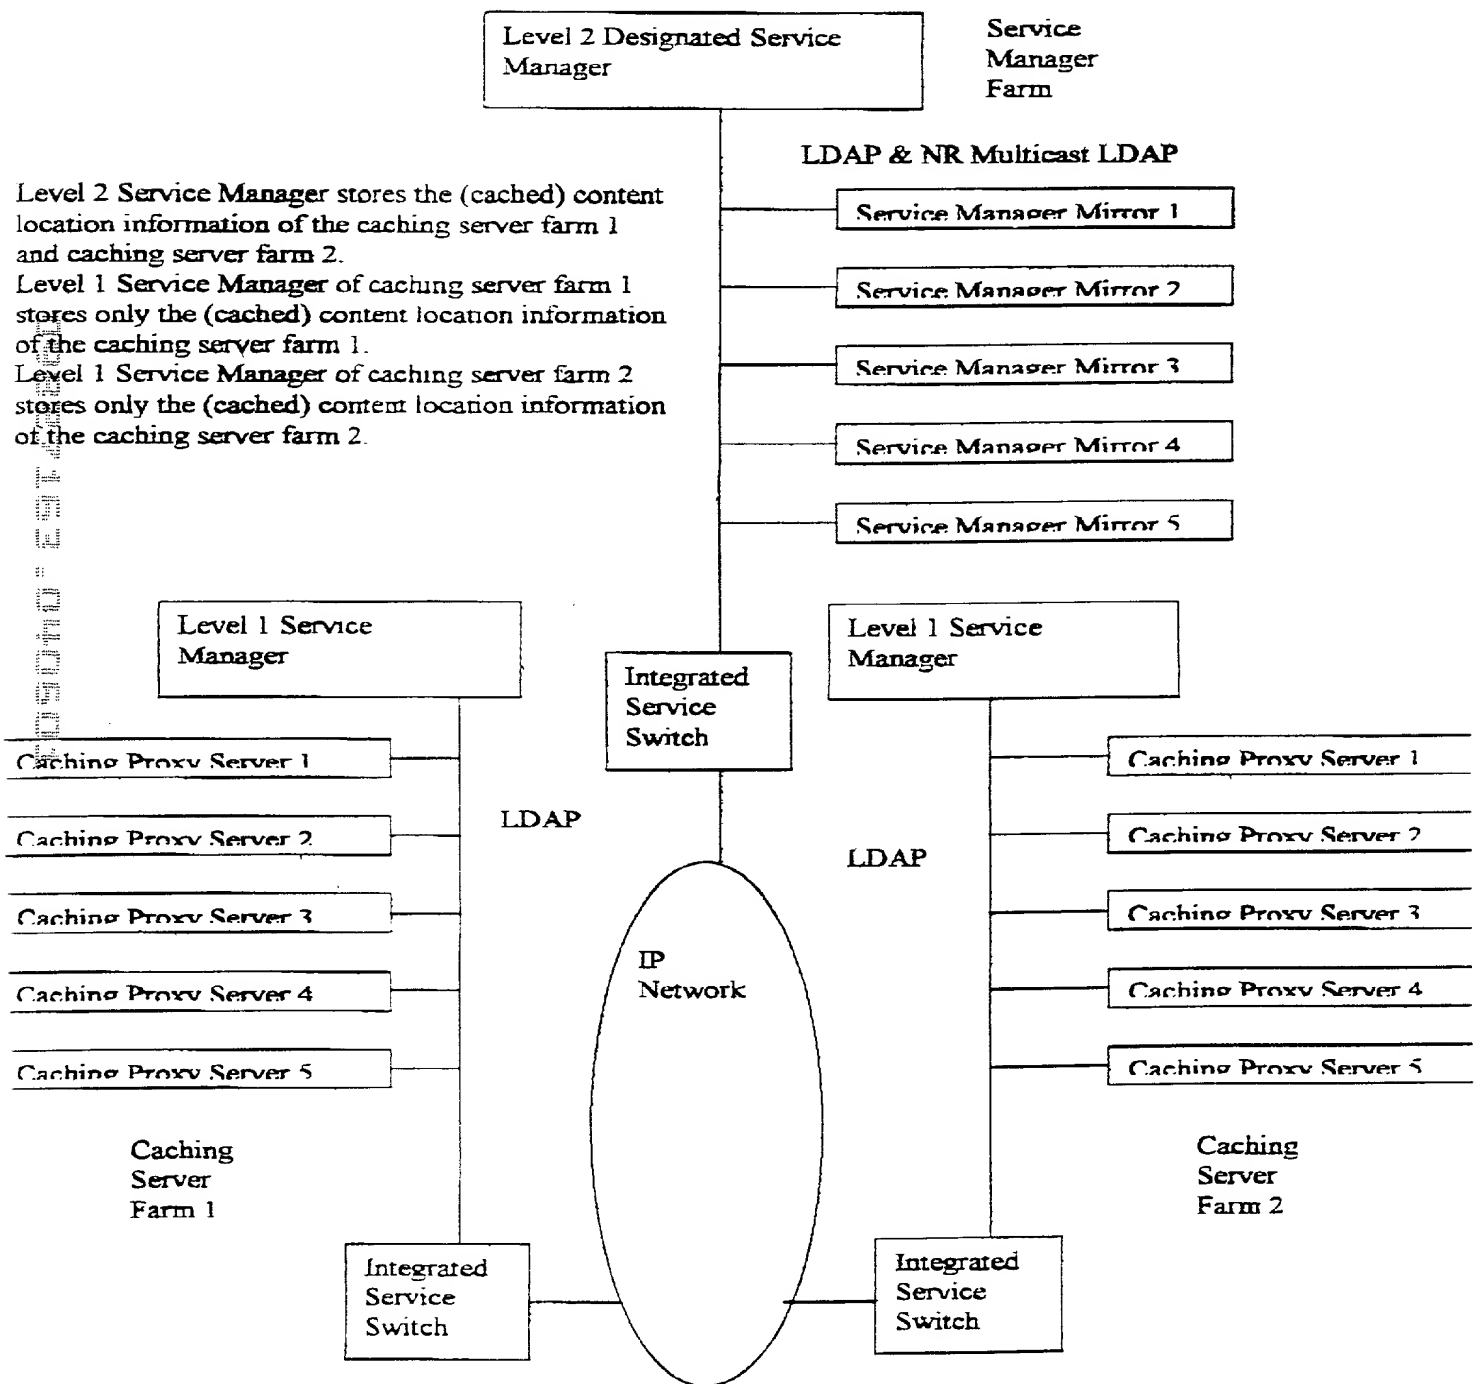 Level 2 Designated Service
Manager
Service
Manager
Farm
LDAP & NR Multicast LDAP
Level 2 Service Manager stores the (cached) content
location information of the caching server farm 1
and caching server farm 2.
Level 1 Service Manager of caching server farm 1
stores only the (cached) content location information
of the caching server farm 1.
Level 1 Service Manager of caching server farm 2
stores only the (cached) content location information
of the caching server farm 2.
Service Manager Mirror 1
Service Manager Mirror 2
Service Manager Mirror 3
Service Manager Mirror 4
Service Manager Mirror 5
Level 1 Service
Manager
Integrated
Service
Switch
Level 1 Service
Manager
Caching Proxy Server 1
Caching Proxy Server 2
Caching Proxy Server 3
Caching Proxy Server 4
Caching Proxy Server 5
LDAP
LDAP
Caching Proxy Server 1
Caching Proxy Server 2
Caching Proxy Server 3
Caching Proxy Server 4
Caching Proxy Server 5
IP
Network
Caching
Server
Farm 1
Caching
Server
Farm 2
Integrated
Service
Switch
Integrated
Service
Switch